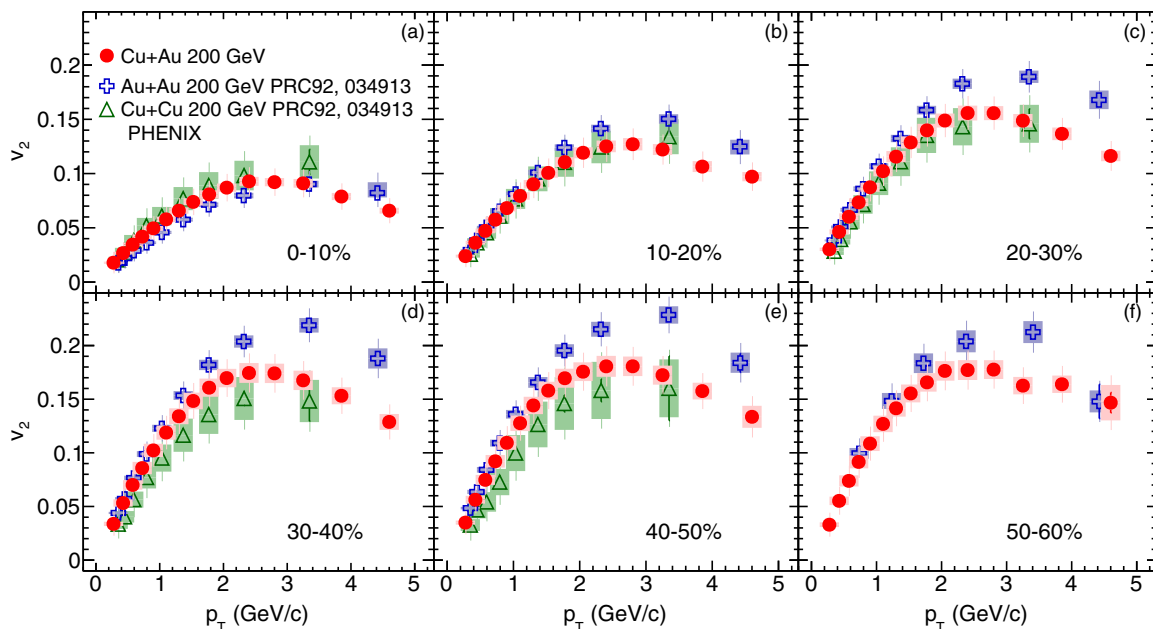 (a)
Cu+Au 200 GeV
Au+Au 200 GeV PRC92, 034913
Cu+Cu 200 GeV PRC92, 034913
PHENIX
0-10%
(b)
10-20%
(c)
20-30%
v2
0.2
0.15
0.1
0.05
0
(d)
30-40%
(e)
40-50%
(f)
50-60%
v2
0.2
0.15
0.1
0.05
0
0 1 2 3 4 5
0 1 2 3 4 5
0 1 2 3 4 5
pT (GeV/c)
pT (GeV/c)
pT (GeV/c)